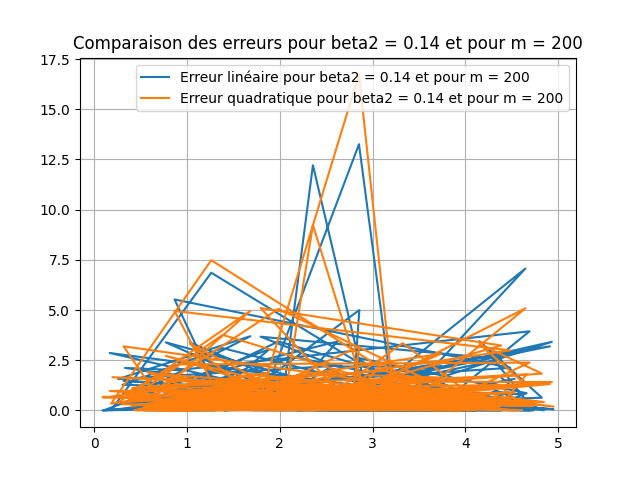 Comparaison des erreurs pour beta2 = 0.14 et pour m = 200
Erreur linéaire pour beta2 = 0.14 et pour m = 200
Erreur quadratique pour beta2 = 0.14 et pour m = 200
17.5
15.0
12.5
10.0
7.5
5.0
2.5
0.0
0 1 2 3 4 5